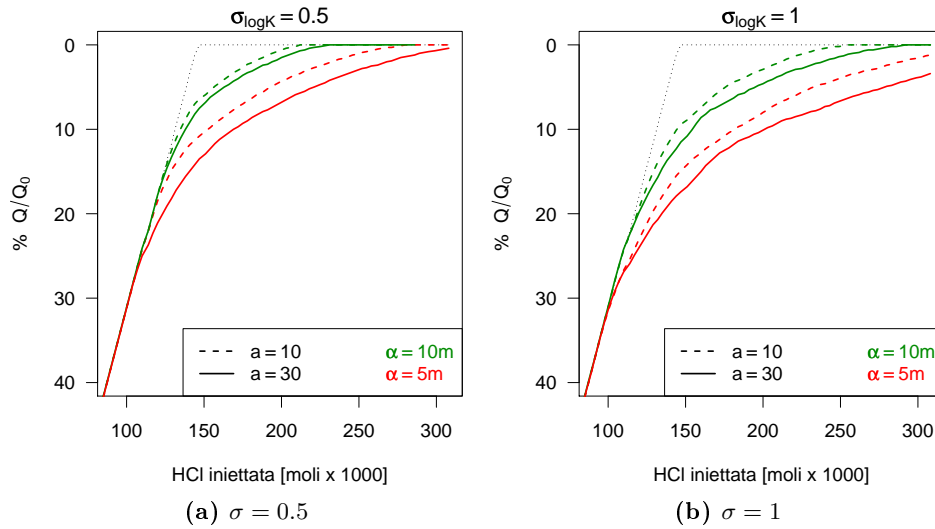 σlogK = 0.5
% Q/Q0
0
10
20
30
40
a = 10
α = 10m
a = 30
α = 5m
100 150 200 250 300
HCl iniettata [moli x 1000]
(a) σ = 0.5
σlogK = 1
% Q/Q0
0
10
20
30
40
a = 10
α = 10m
a = 30
α = 5m
100 150 200 250 300
HCl iniettata [moli x 1000]
(b) σ = 1